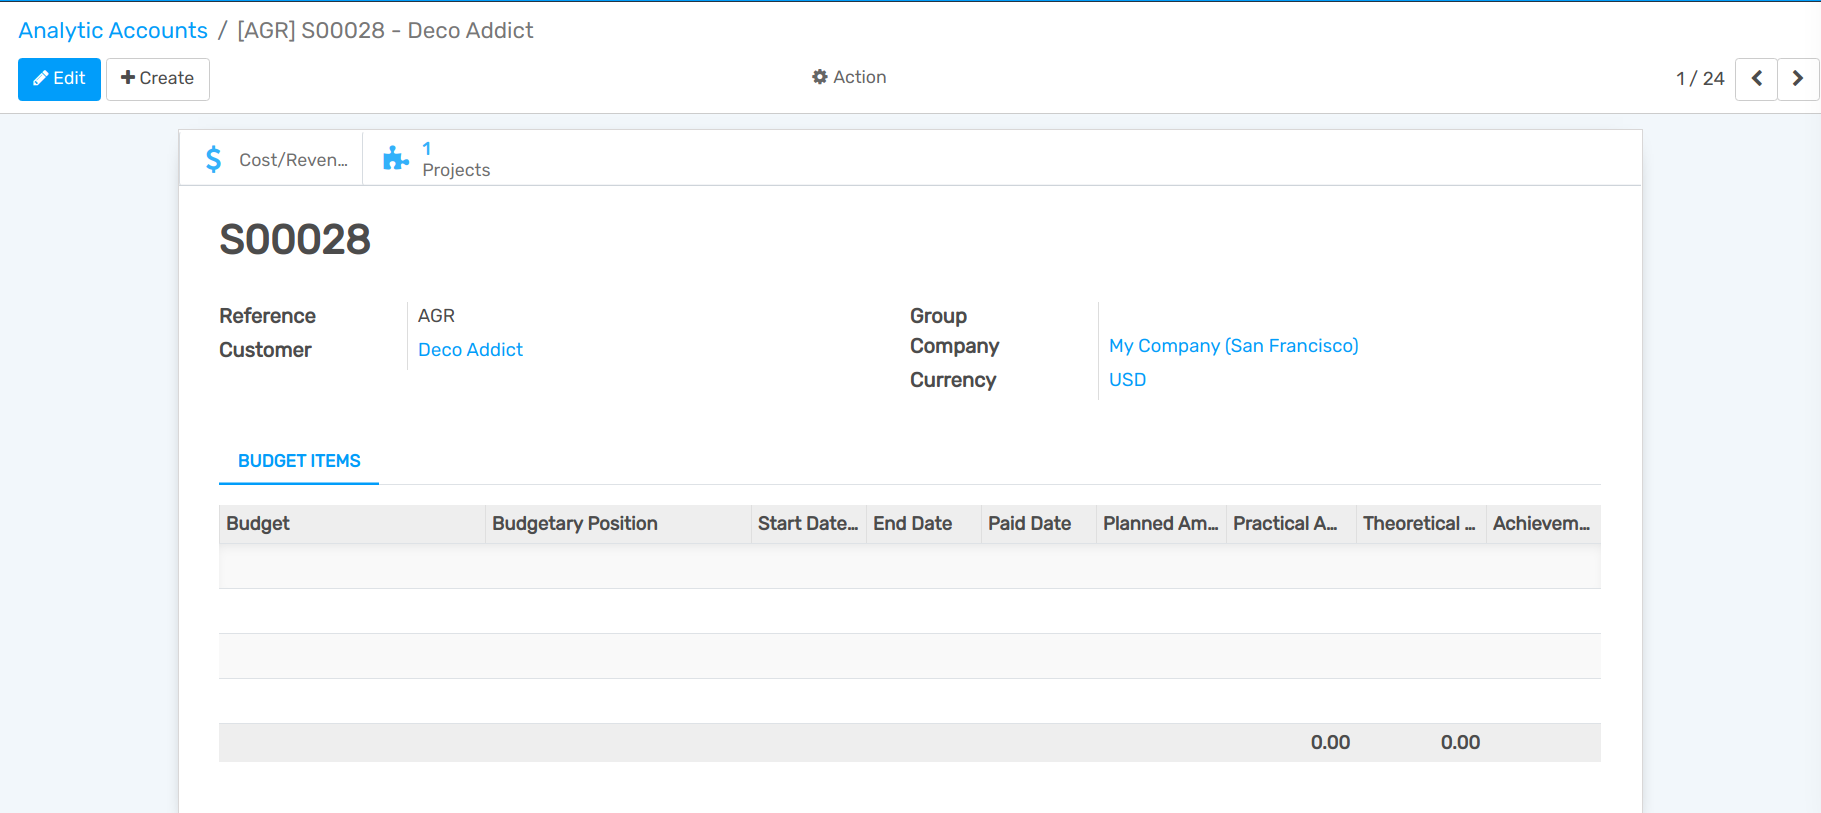 Analytic Accounts / [AGR] S00028 - Deco Addict
Edit Create Action 1 / 24
Cost/Reven...
1
Projects
S00028
Reference AGR
Customer Deco Addict
Group
Company My Company (San Francisco)
Currency USD
BUDGET ITEMS
Budget Budgetary Position Start Date... End Date Paid Date Planned Am... Practical A... Theoretical ... Achievem...
0.00 0.00